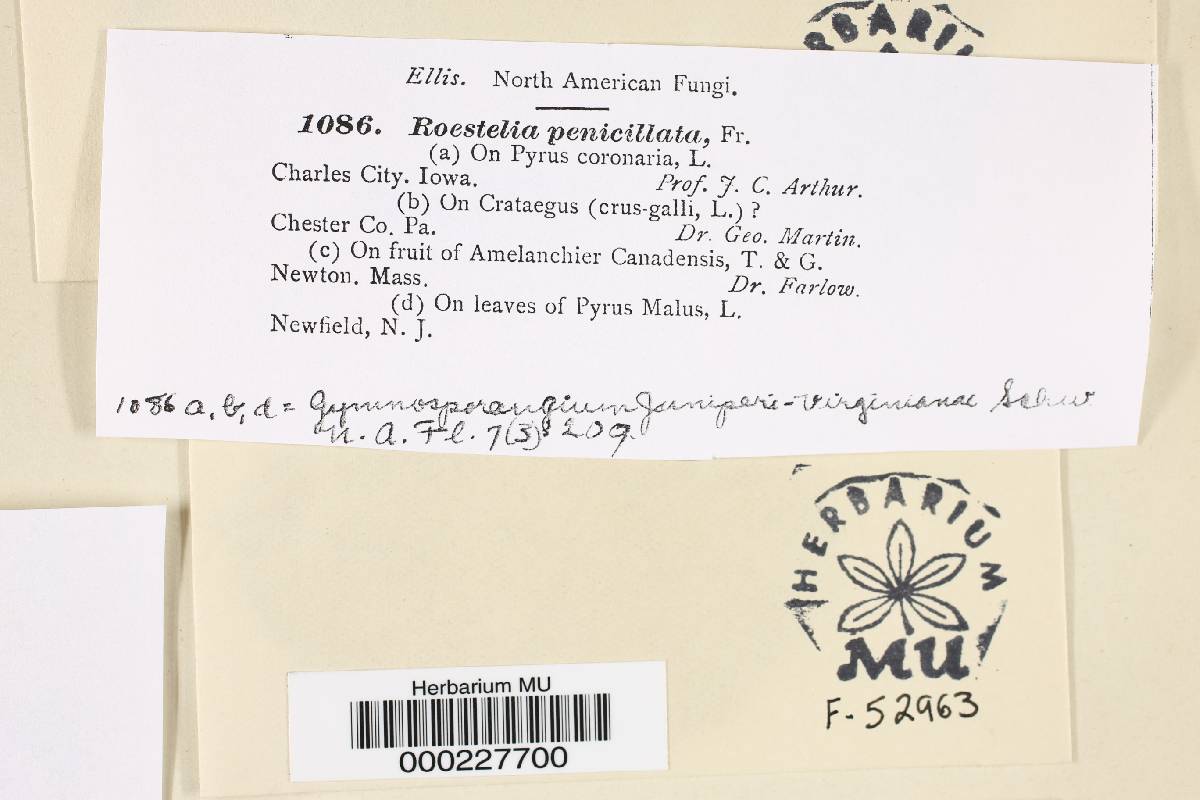 HERBARIU
Ellis. North American Fungi.
1086. Roestelia penicillata, Fr.
(a) On Pyrus coronaria, L.
Charles City. Iowa. Prof. J. C. Arthur.
(b) On Crataegus (crus-galli, L.) ?
Chester Co. Pa. Dr. Geo. Martin.
(c) On fruit of Amelanchier Canadensis, T. & G.
Newton. Mass. Dr. Farlow.
(d) On leaves of Pyrus Malus, L.
Newfield, N. J.
1086 a, b, d = Gymnosporangium Juniperi-virginianae Schw
N. A. Fl. 7(3) 209
HERBARIUM
MU
F-52963
Herbarium MU
000227700